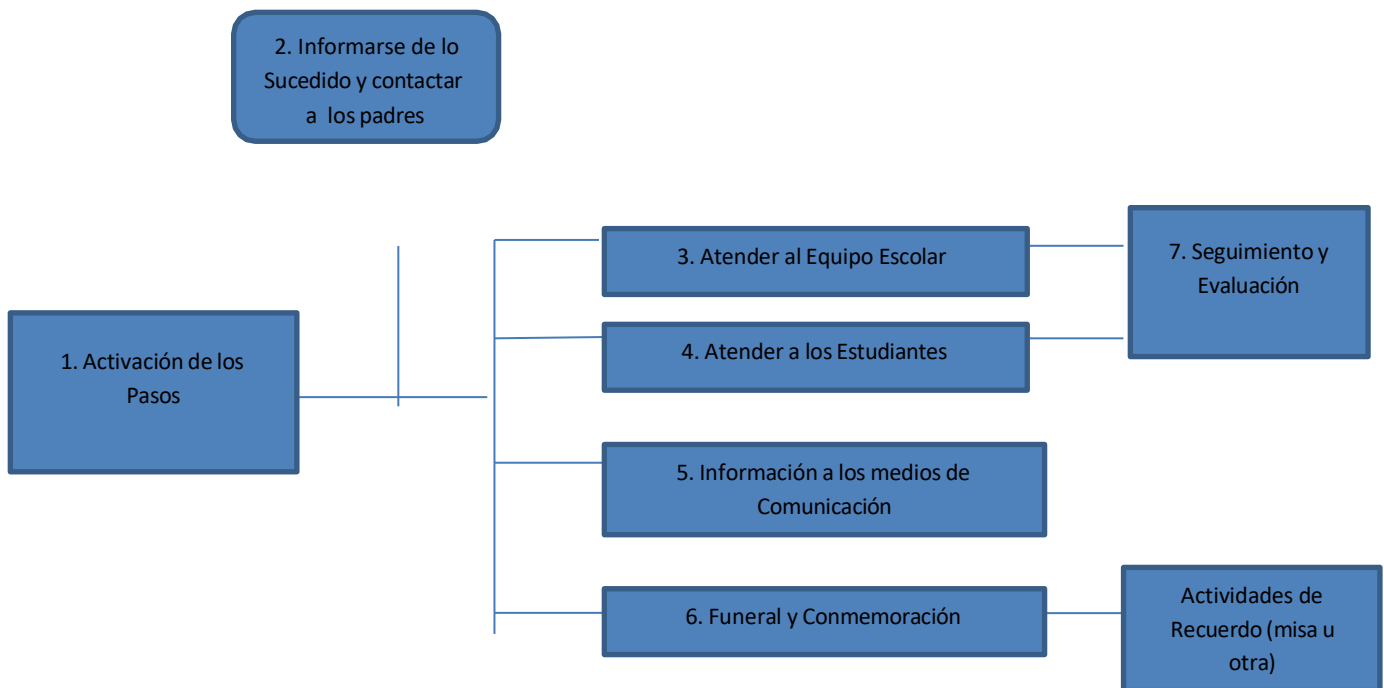 2. Informarse de lo
Sucedido y contactar
a los padres
3. Atender al Equipo Escolar
7. Seguimiento y
Evaluación
1. Activación de los
Pasos
4. Atender a los Estudiantes
5. Información a los medios de
Comunicación
6. Funeral y Conmemoración
Actividades de
Recuerdo (misa u
otra)